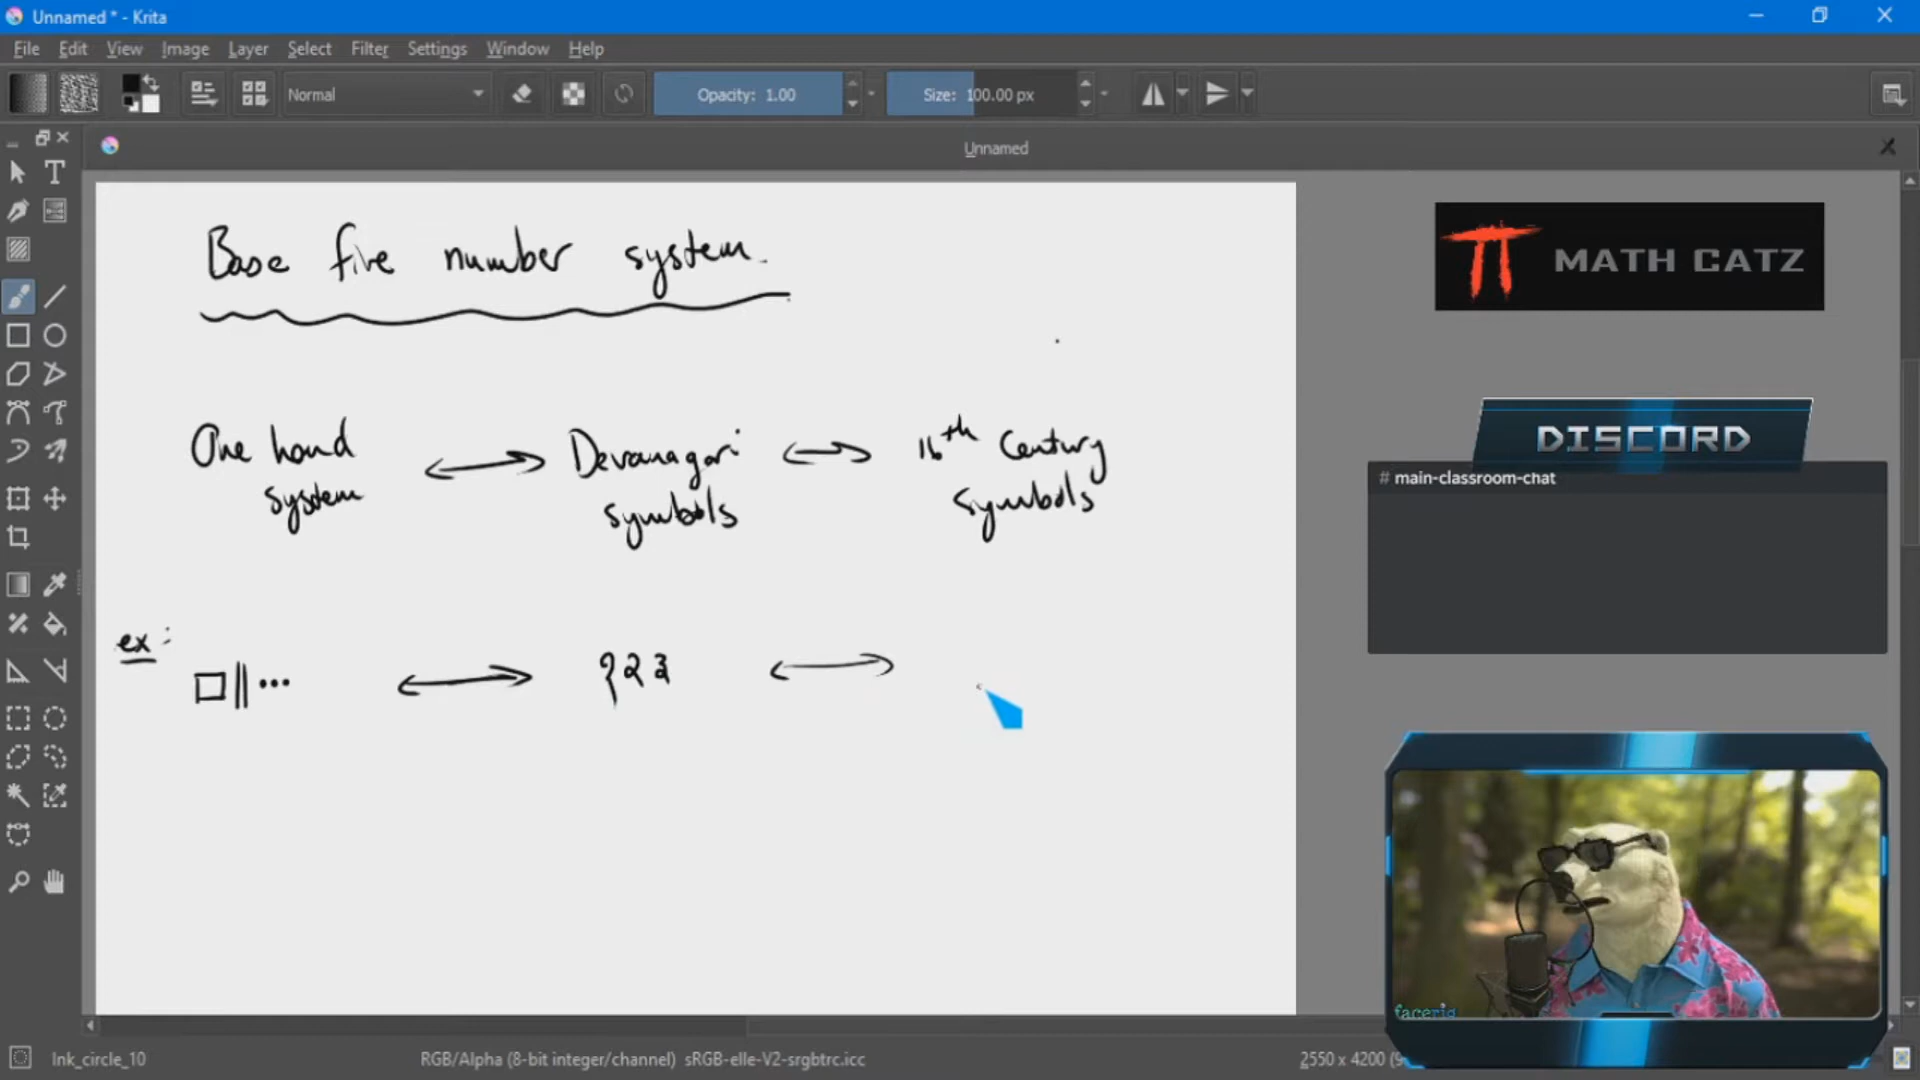 Unnamed * - Krita
File Edit View Image Layer Select Filter Settings Window Help
Normal
Opacity: 1.00
Size: 100.00 px
Unnamed
Base five number system.
One hand system
Devanagari symbols
16th Century symbols
ex:
१२३
MATH CATZ
DISCORD
# main-classroom-chat
facerig
Ink_circle_10
RGB/Alpha (8-bit integer/channel) sRGB-elle-V2-srgbtrc.icc
2550 x 4200